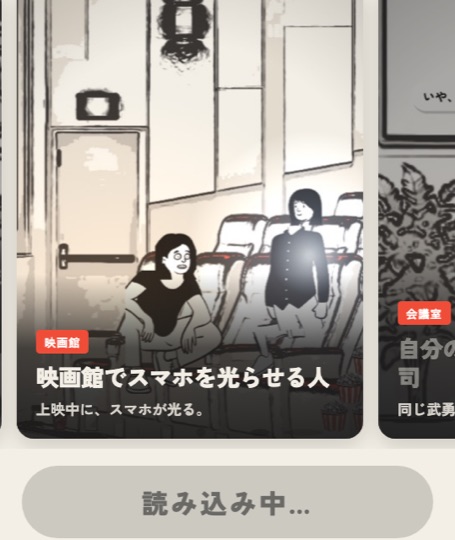 いや、
映画館
映画館でスマホを光らせる人
上映中に、スマホが光る。
会議室
自分の
司
同じ武勇
読み込み中...